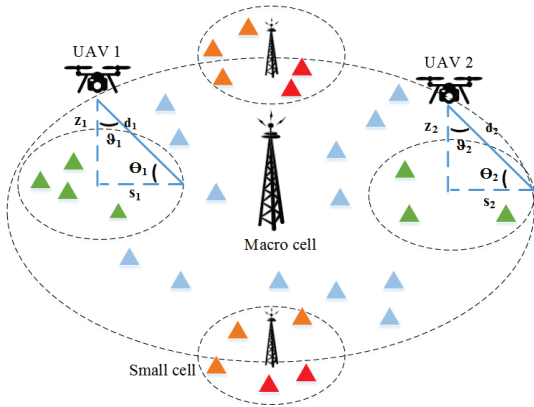 UAV 1
UAV 2
z₁
d₁
ϑ₁
Θ₁
s₁
z₂
d₂
ϑ₂
Θ₂
s₂
Macro cell
Small cell